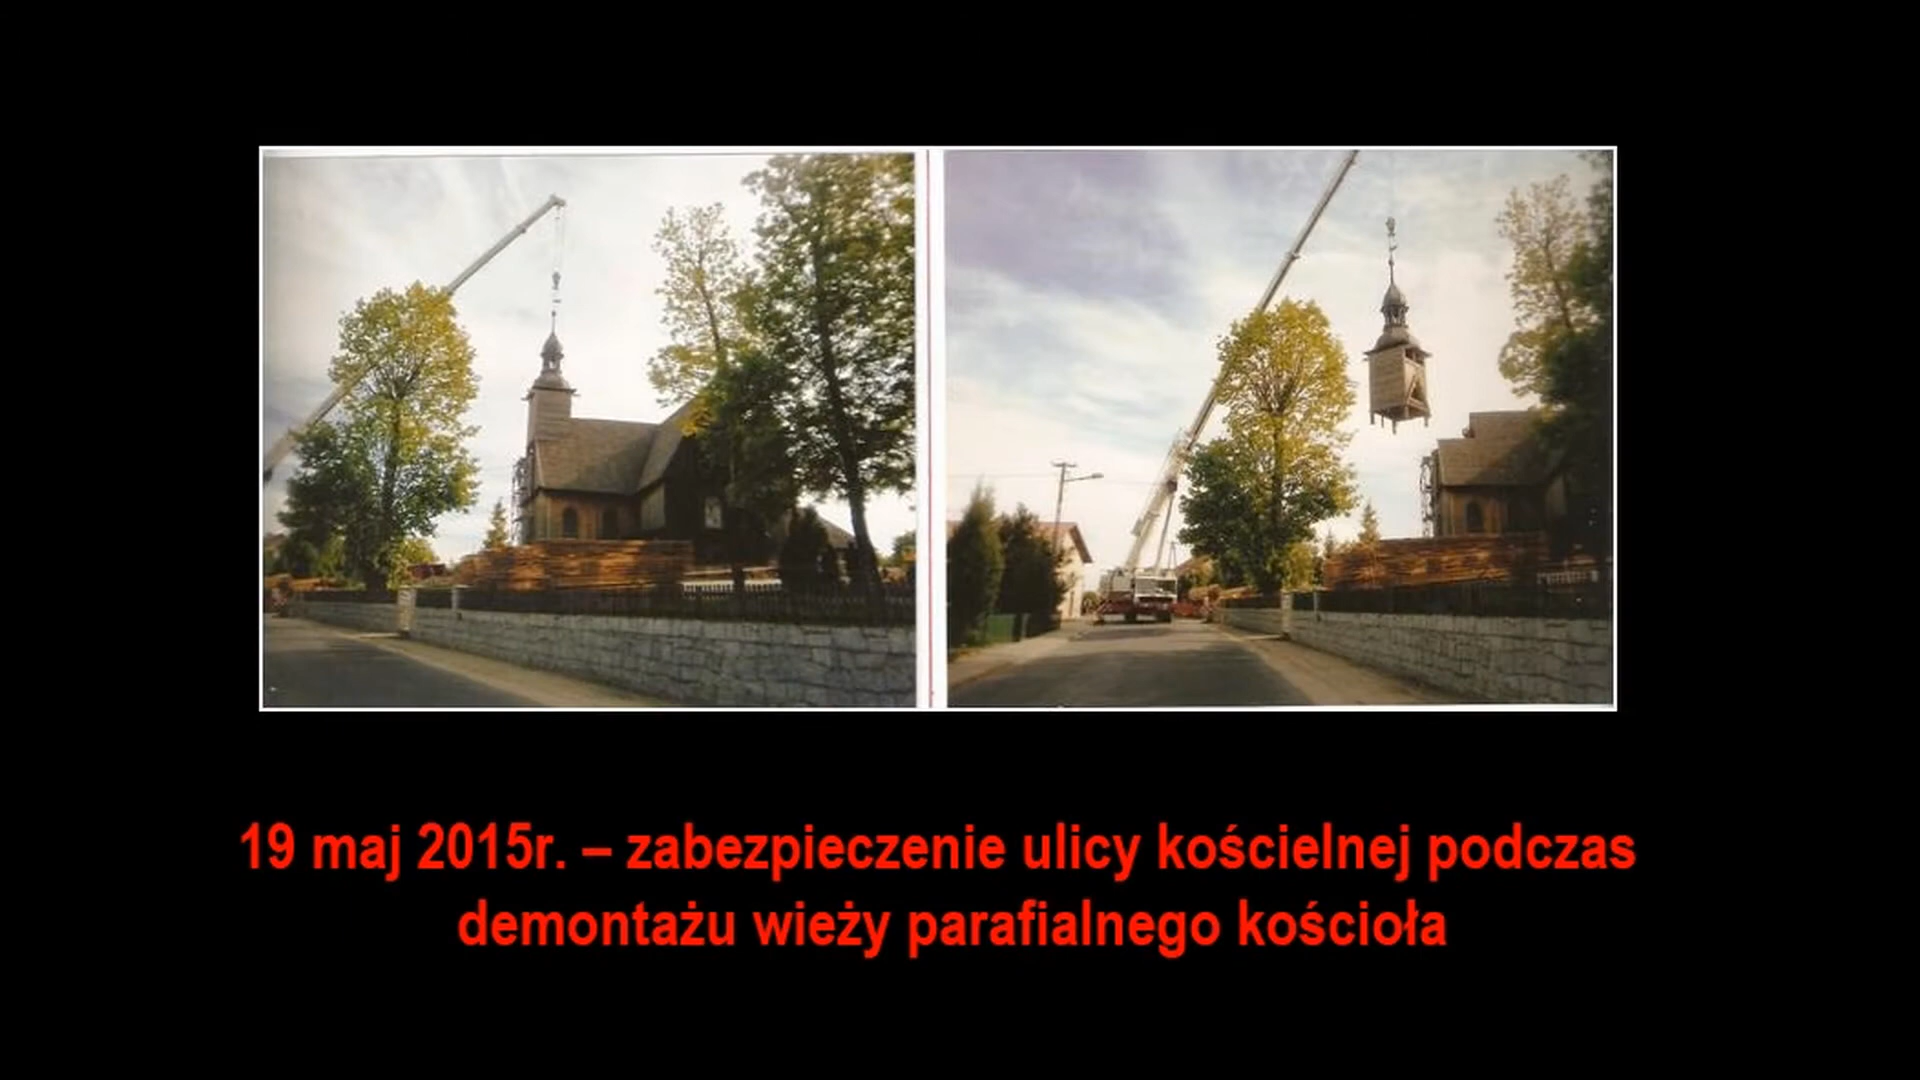 19 maj 2015r. – zabezpieczenie ulicy kościelnej podczas
demontażu wieży parafialnego kościoła